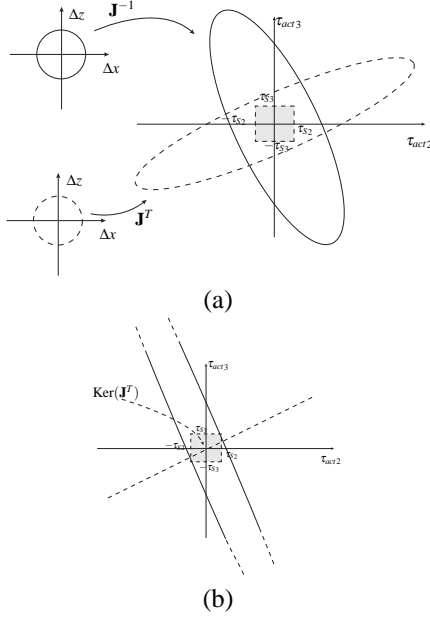 Δz
J⁻¹
Δx
τact3
τS3
−τS2
τS2
τact2
−τS3
Δz
Δx
Jᵀ
(a)
τact3
Ker(Jᵀ)
τS3
−τS2
τS2
τact2
−τS3
(b)